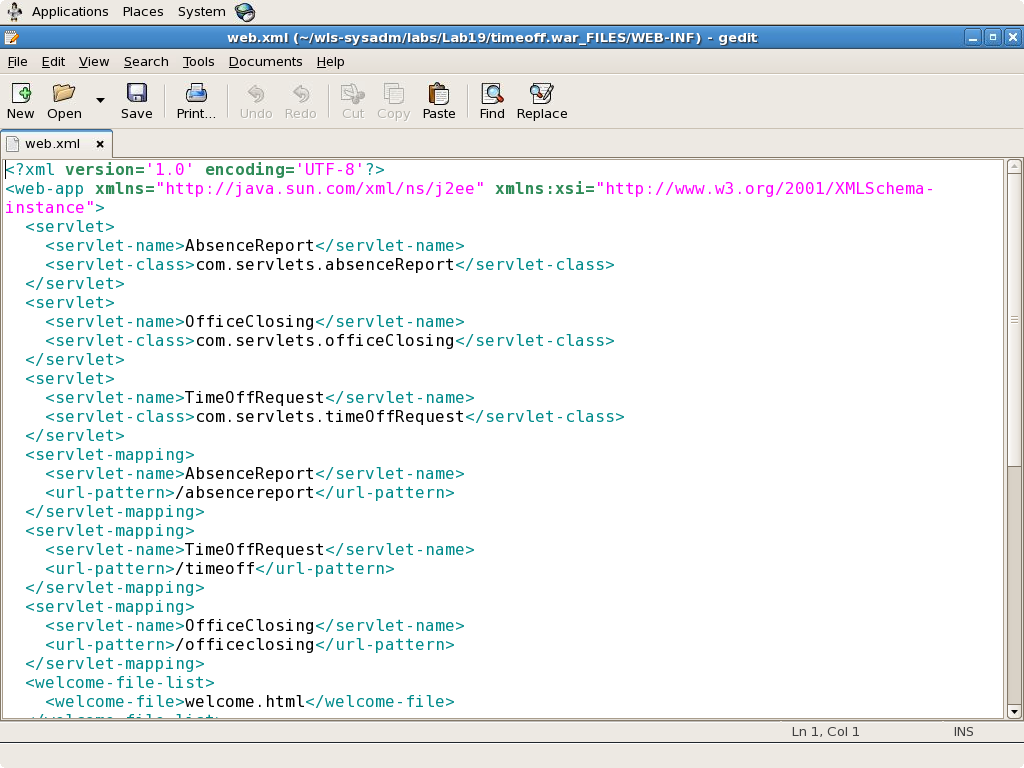 Applications Places System
web.xml (~/wls-sysadm/labs/Lab19/timeoff.war_FILES/WEB-INF) - gedit
File Edit View Search Tools Documents Help
New Open Save Print... Undo Redo Cut Copy Paste Find Replace
web.xml
<?xml version='1.0' encoding='UTF-8'?>
<web-app xmlns="http://java.sun.com/xml/ns/j2ee" xmlns:xsi="http://www.w3.org/2001/XMLSchema-
instance">
  <servlet>
    <servlet-name>AbsenceReport</servlet-name>
    <servlet-class>com.servlets.absenceReport</servlet-class>
  </servlet>
  <servlet>
    <servlet-name>OfficeClosing</servlet-name>
    <servlet-class>com.servlets.officeClosing</servlet-class>
  </servlet>
  <servlet>
    <servlet-name>TimeOffRequest</servlet-name>
    <servlet-class>com.servlets.timeOffRequest</servlet-class>
  </servlet>
  <servlet-mapping>
    <servlet-name>AbsenceReport</servlet-name>
    <url-pattern>/absencereport</url-pattern>
  </servlet-mapping>
  <servlet-mapping>
    <servlet-name>TimeOffRequest</servlet-name>
    <url-pattern>/timeoff</url-pattern>
  </servlet-mapping>
  <servlet-mapping>
    <servlet-name>OfficeClosing</servlet-name>
    <url-pattern>/officeclosing</url-pattern>
  </servlet-mapping>
  <welcome-file-list>
    <welcome-file>welcome.html</welcome-file>
  </welcome-file-list>
Ln 1, Col 1 INS